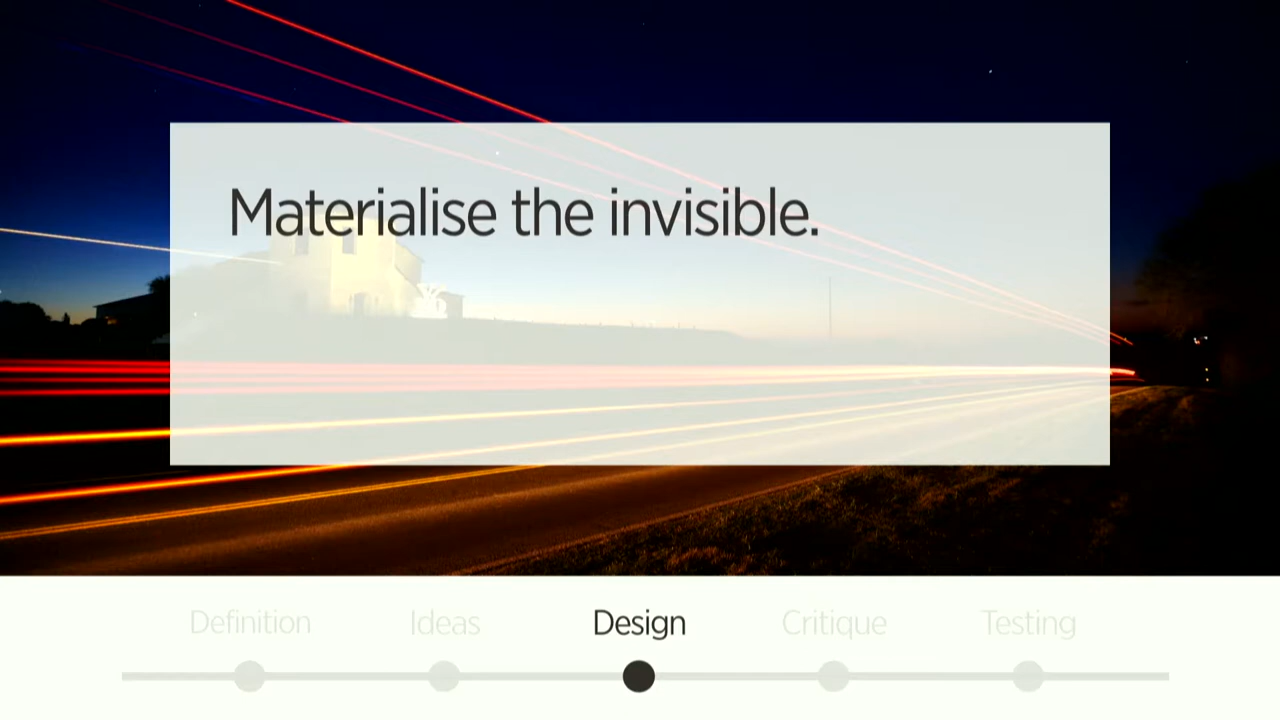 Materialise the invisible.
Definition Ideas Design Critique Testing